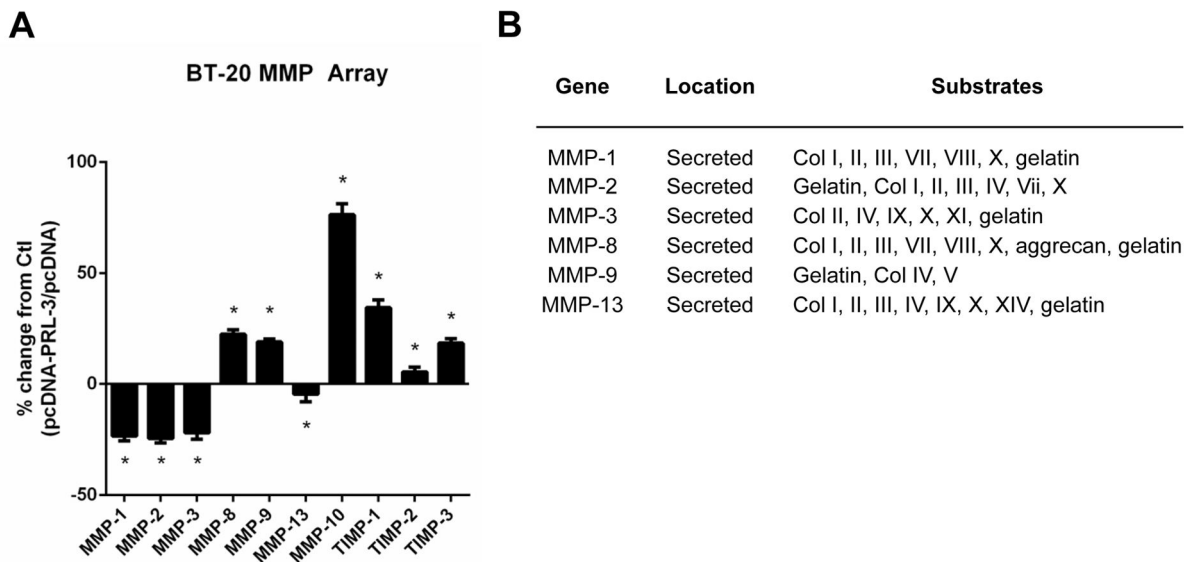 A
BT-20 MMP Array
% change from Ctl
(pcDNA-PRL-3/pcDNA)
100
50
0
-50
*
*
*
*
*
*
*
*
*
*
MMP-1
MMP-2
MMP-3
MMP-8
MMP-9
MMP-13
MMP-10
TIMP-1
TIMP-2
TIMP-3
B
Gene Location Substrates
MMP-1 Secreted Col I, II, III, VII, VIII, X, gelatin
MMP-2 Secreted Gelatin, Col I, II, III, IV, Vii, X
MMP-3 Secreted Col II, IV, IX, X, XI, gelatin
MMP-8 Secreted Col I, II, III, VII, VIII, X, aggrecan, gelatin
MMP-9 Secreted Gelatin, Col IV, V
MMP-13 Secreted Col I, II, III, IV, IX, X, XIV, gelatin